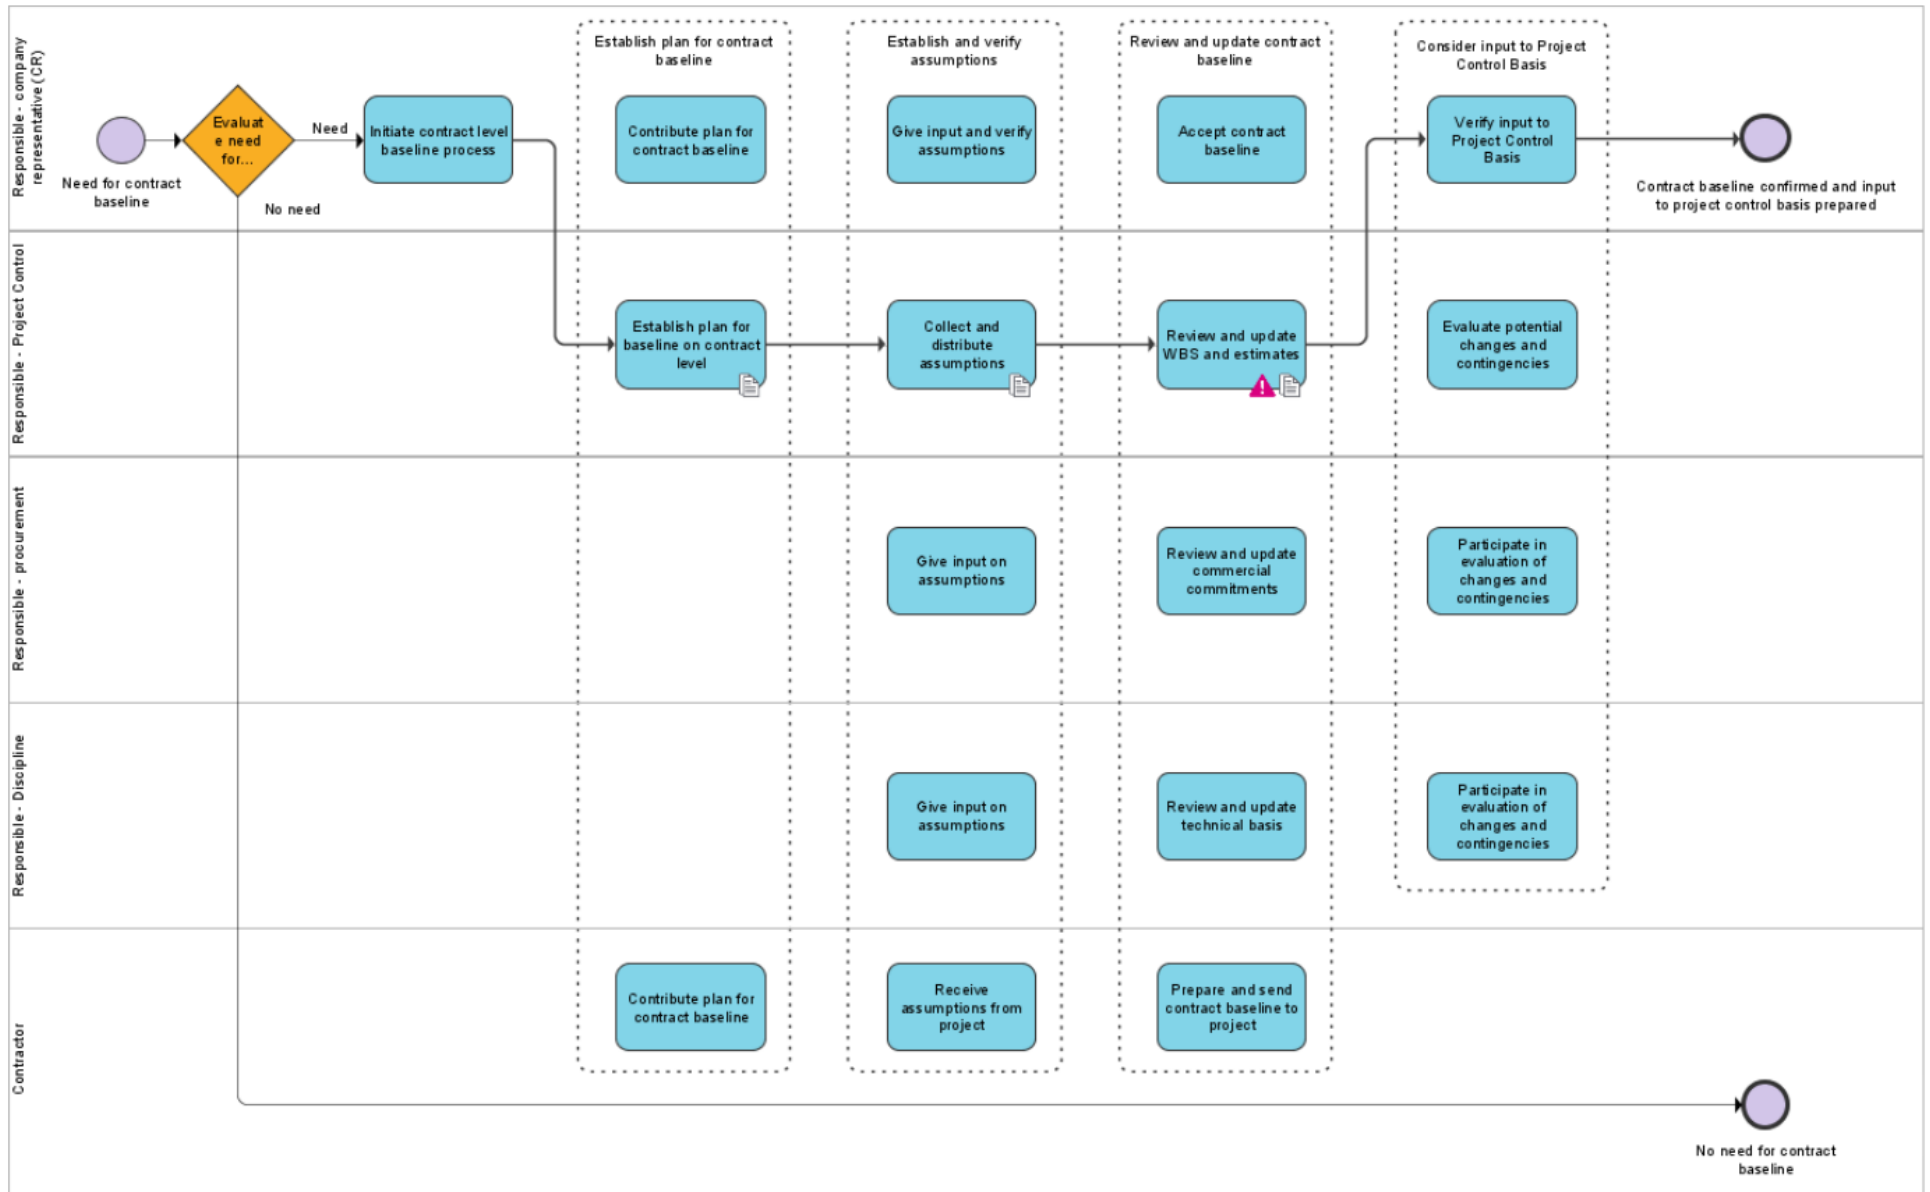 Responsible - company
representative (CR)
Establish plan for contract
baseline
Establish and verify
assumptions
Review and update contract
baseline
Consider input to Project
Control Basis
Evaluat
e need
for...
Need
No need
Need for contract
baseline
Initiate contract level
baseline process
Contribute plan for
contract baseline
Give input and verify
assumptions
Accept contract
baseline
Verify input to
Project Control
Basis
Contract baseline confirmed and input
to project control basis prepared
Responsible - Project Control
Establish plan for
baseline on contract
level
Collect and
distribute
assumptions
Review and update
WBS and estimates
Evaluate potential
changes and
contingencies
Responsible - procurement
Give input on
assumptions
Review and update
commercial
commitments
Participate in
evaluation of
changes and
contingencies
Responsible - Discipline
Give input on
assumptions
Review and update
technical basis
Participate in
evaluation of
changes and
contingencies
Contractor
Contribute plan for
contract baseline
Receive
assumptions from
project
Prepare and send
contract baseline to
project
No need for contract
baseline